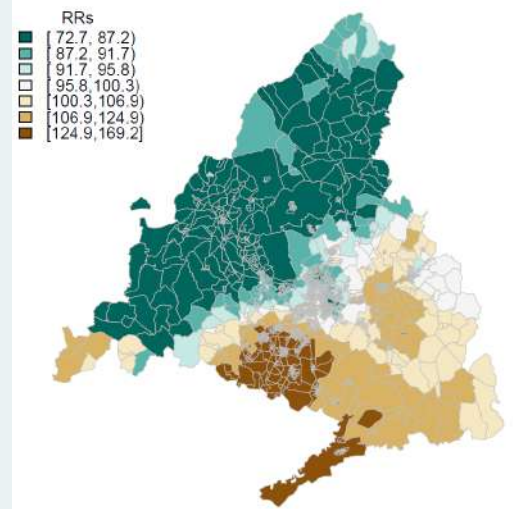 RRs
[ 72.7, 87.2)
[ 87.2, 91.7)
[ 91.7, 95.8)
[ 95.8,100.3)
[100.3,106.9)
[106.9,124.9)
[124.9,169.2]